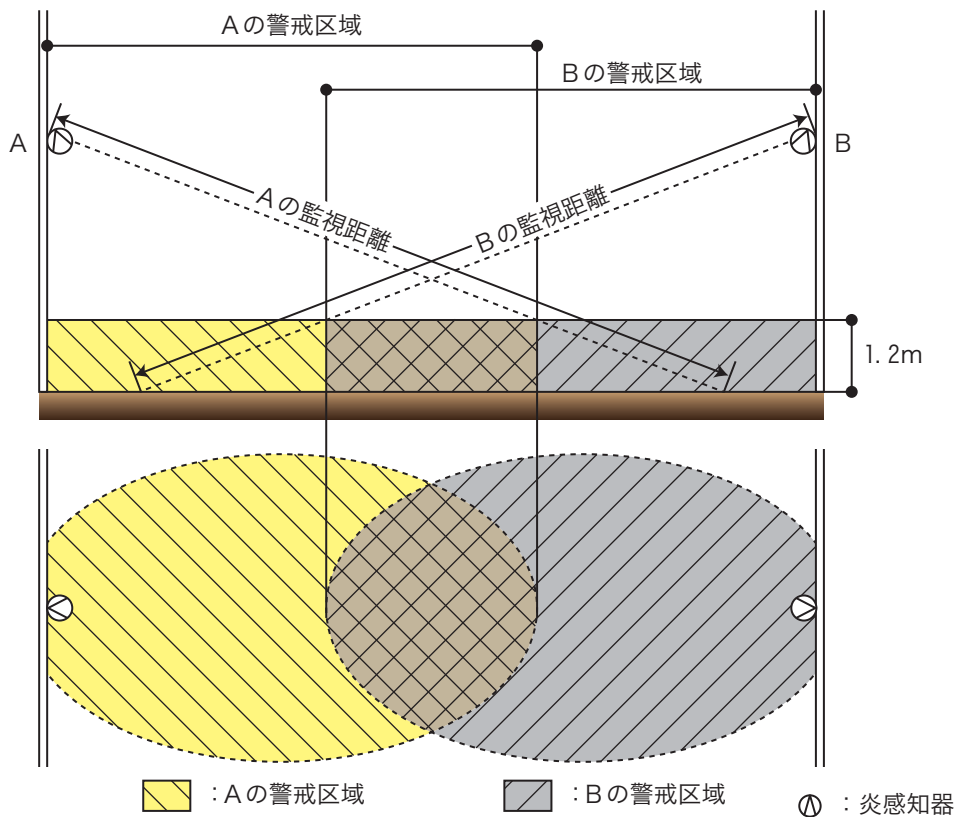 Aの警戒区域
Bの警戒区域
A
B
Aの監視距離
Bの監視距離
1.2m
：Aの警戒区域
：Bの警戒区域
：炎感知器